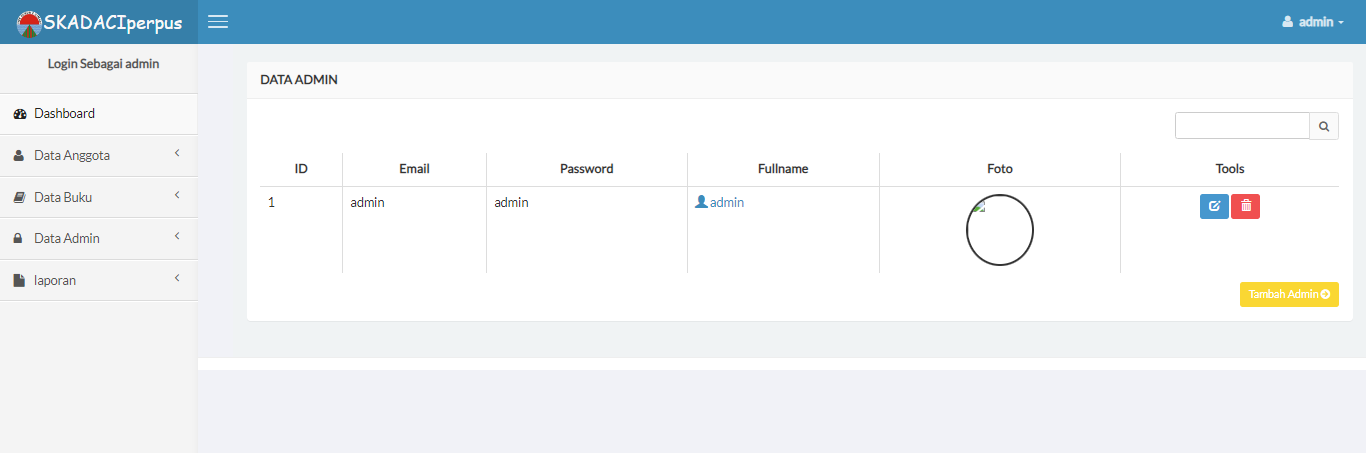 SKADACIperpus
admin
Login Sebagai admin
Dashboard
Data Anggota
Data Buku
Data Admin
laporan
DATA ADMIN
ID Email Password Fullname Foto Tools
1 admin admin admin
Tambah Admin